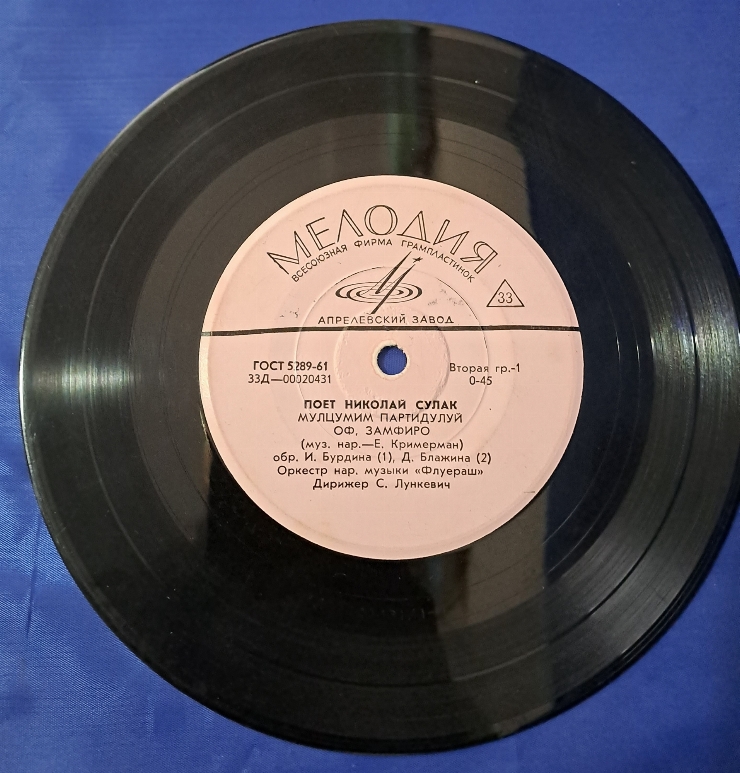 МЕЛОДИЯ
ВСЕСОЮЗНАЯ ФИРМА ГРАМПЛАСТИНОК
33
АПРЕЛЕВСКИЙ ЗАВОД
ГОСТ 5289-61
33Д—00020431
Вторая гр.-1
0-45
ПОЕТ НИКОЛАЙ СУЛАК
МУЛЦУМИМ ПАРТИДУЛУЙ
ОФ, ЗАМФИРО
(муз. нар.—Е. Кримерман)
обр. И. Бурдина (1), Д. Блажина (2)
Оркестр нар. музыки «Флуераш»
Дирижер С. Лункевич